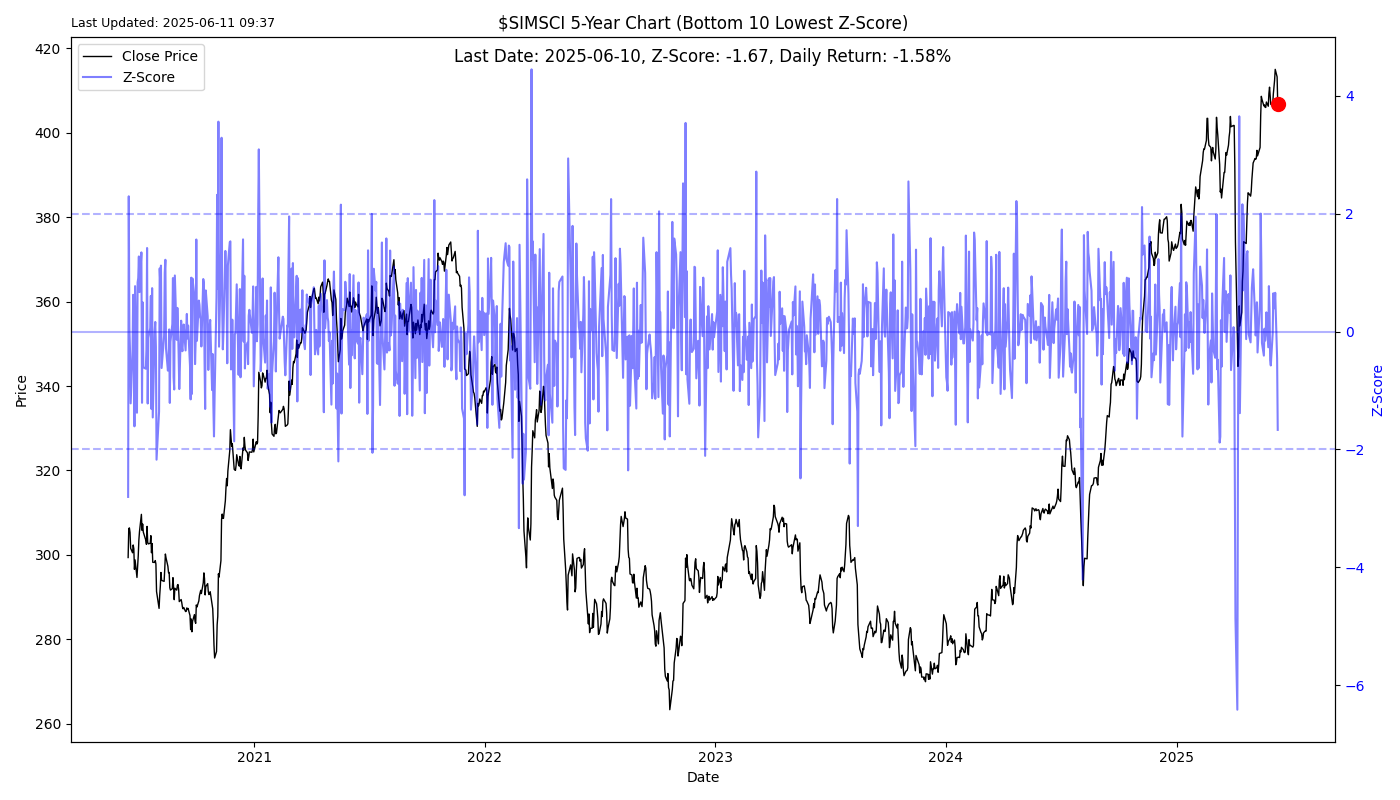 Last Updated: 2025-06-11 09:37
$SIMSCI 5-Year Chart (Bottom 10 Lowest Z-Score)
Last Date: 2025-06-10, Z-Score: -1.67, Daily Return: -1.58%
Close Price
Z-Score
420
400
380
360
340
320
300
280
260
Price
4
2
0
−2
−4
−6
Z-Score
2021
2022
2023
2024
2025
Date